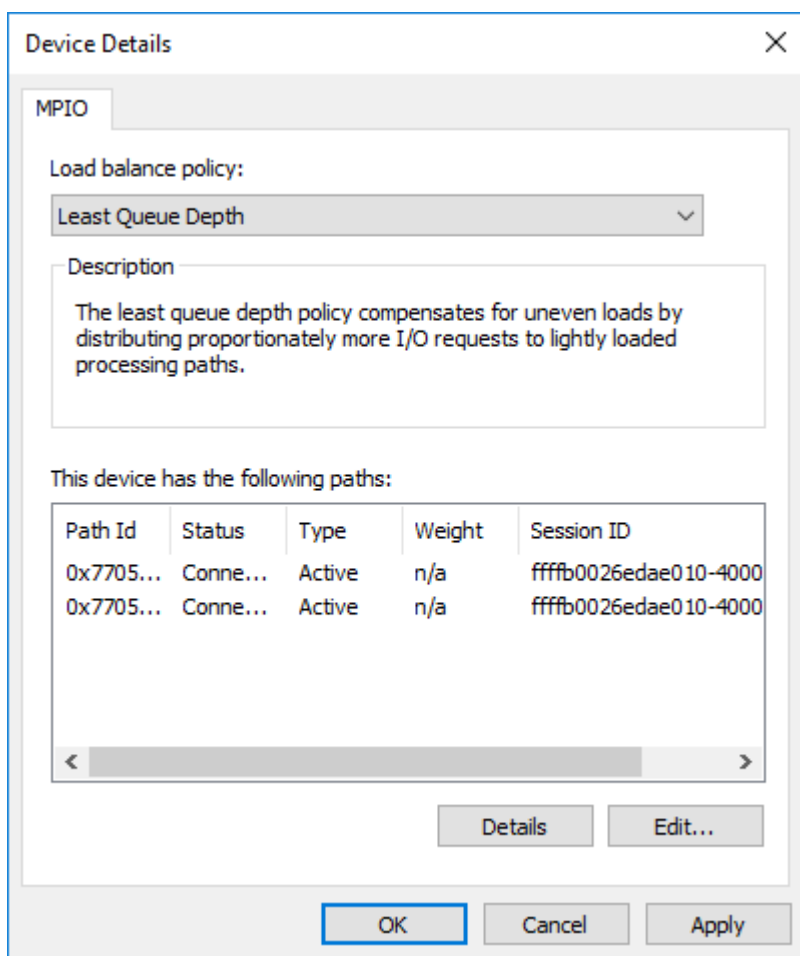 Device Details
MPIO
Load balance policy:
Least Queue Depth
Description
The least queue depth policy compensates for uneven loads by
distributing proportionately more I/O requests to lightly loaded
processing paths.
This device has the following paths:
Path Id Status Type Weight Session ID
0x7705... Conne... Active n/a ffffb0026edae010-4000
0x7705... Conne... Active n/a ffffb0026edae010-4000
Details Edit...
OK Cancel Apply